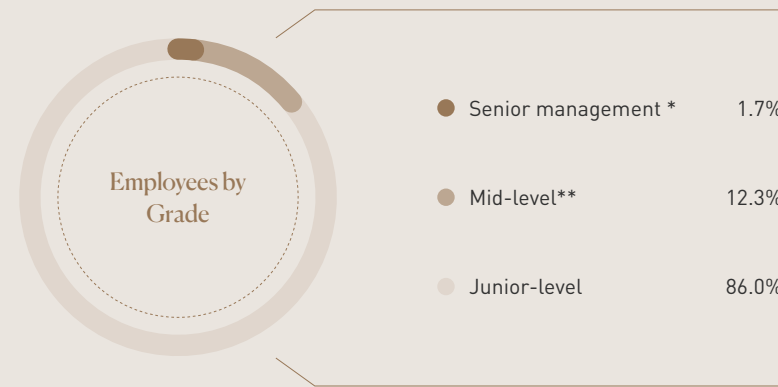 Employees by
Grade
Senior management * 1.7%
Mid-level** 12.3%
Junior-level 86.0%